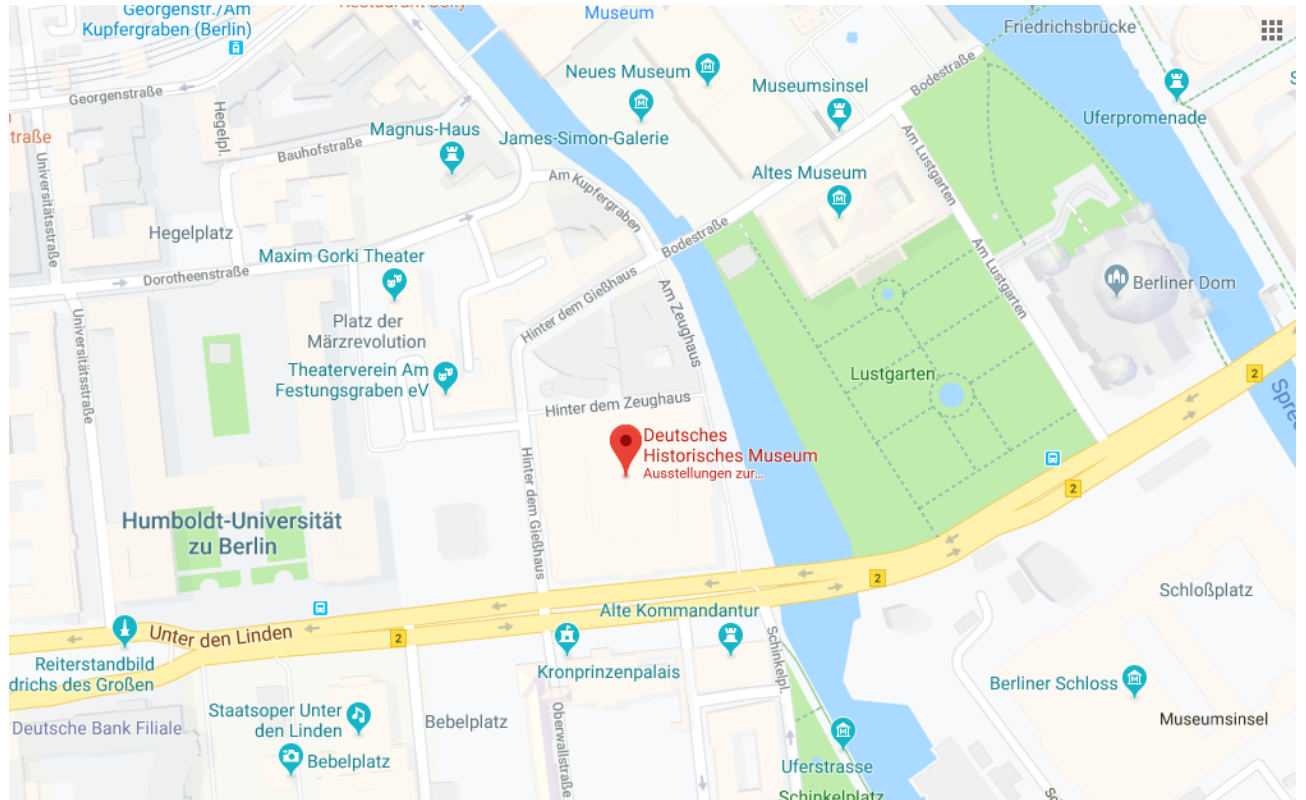 Georgenstr./Am
Kupfergraben (Berlin)
Museum
Friedrichsbrücke
Neues Museum
Museumsinsel
Bodestraße
Georgenstraße
Hegelpl.
Magnus-Haus
James-Simon-Galerie
Uferpromenade
traße
Bauhofstraße
Am Lustgarten
Universitätsstraße
Altes Museum
Am Kupfergraben
Hegelplatz
Bodestraße
Maxim Gorki Theater
Am Lustgarten
Dorotheenstraße
Hinter dem Gießhaus
Am Zeughaus
Berliner Dom
Platz der
Märzrevolution
Universitätsstraße
Theaterverein Am
Festungsgraben eV
Lustgarten
2
Spree
Hinter dem Zeughaus
Deutsches
Historisches Museum
Ausstellungen zur...
2
Hinter dem Gießhaus
Humboldt-Universität
zu Berlin
2
Schloßplatz
Alte Kommandantur
Unter den Linden
2
Schinkelpl.
Reiterstandbild
drichs des Großen
Kronprinzenpalais
Berliner Schloss
Staatsoper Unter
den Linden
Bebelplatz
Museumsinsel
Deutsche Bank Filiale
Oberwallstraße
Bebelplatz
Uferstrasse
Schinkelplatz